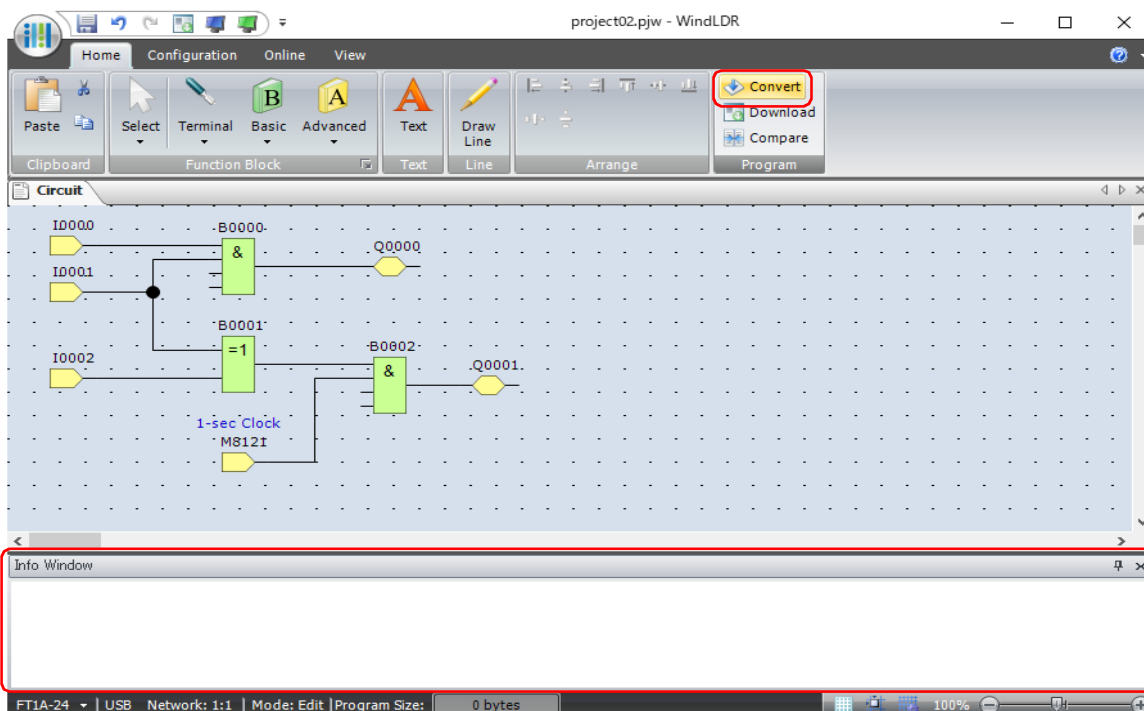 project02.pjw - WindLDR
Home Configuration Online View
Paste
Select Terminal Basic Advanced
B A
Text
Draw Line
Convert
Download
Compare
Clipboard Function Block Text Line Arrange Program
Circuit
I0000
B0000
&
Q0000
I0001
B0001
=1
I0002
B0002
&
Q0001
1-sec Clock
M8121
Info Window
FT1A-24 | USB Network: 1:1 | Mode: Edit | Program Size: 0 bytes 100%